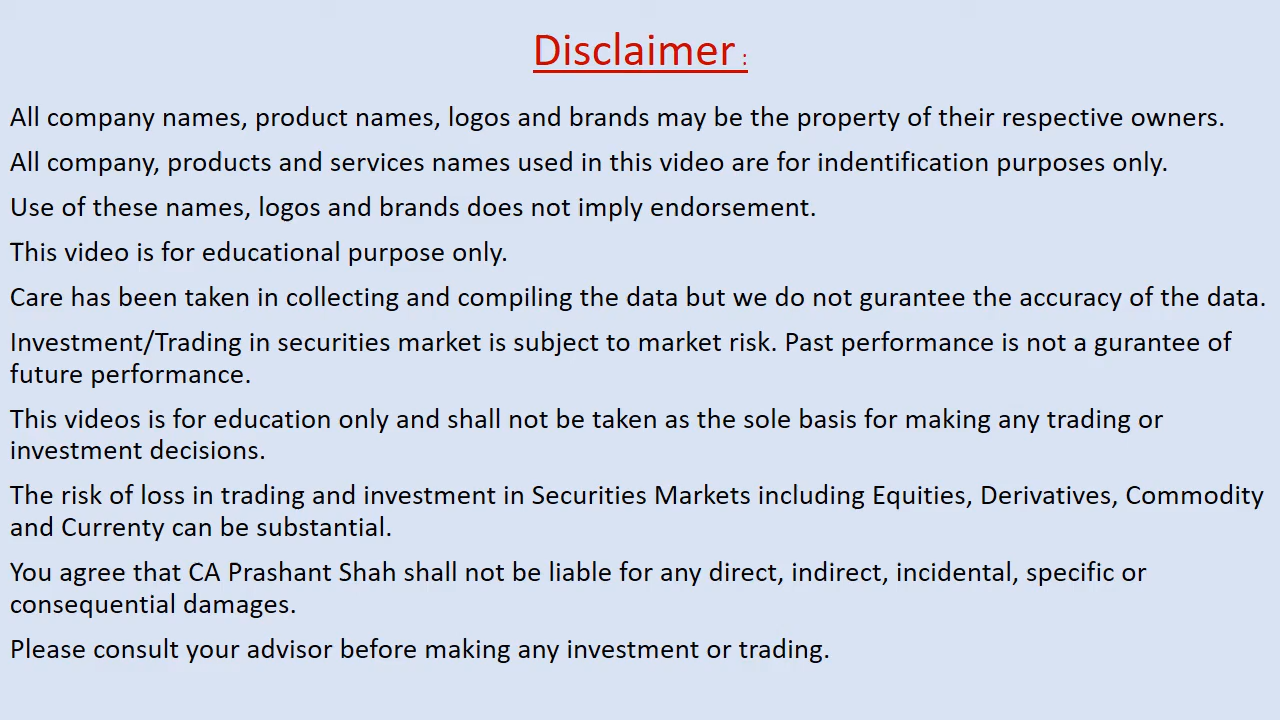 Disclaimer :
All company names, product names, logos and brands may be the property of their respective owners.
All company, products and services names used in this video are for indentification purposes only.
Use of these names, logos and brands does not imply endorsement.
This video is for educational purpose only.
Care has been taken in collecting and compiling the data but we do not gurantee the accuracy of the data.
Investment/Trading in securities market is subject to market risk. Past performance is not a gurantee of
future performance.
This videos is for education only and shall not be taken as the sole basis for making any trading or
investment decisions.
The risk of loss in trading and investment in Securities Markets including Equities, Derivatives, Commodity
and Currenty can be substantial.
You agree that CA Prashant Shah shall not be liable for any direct, indirect, incidental, specific or
consequential damages.
Please consult your advisor before making any investment or trading.